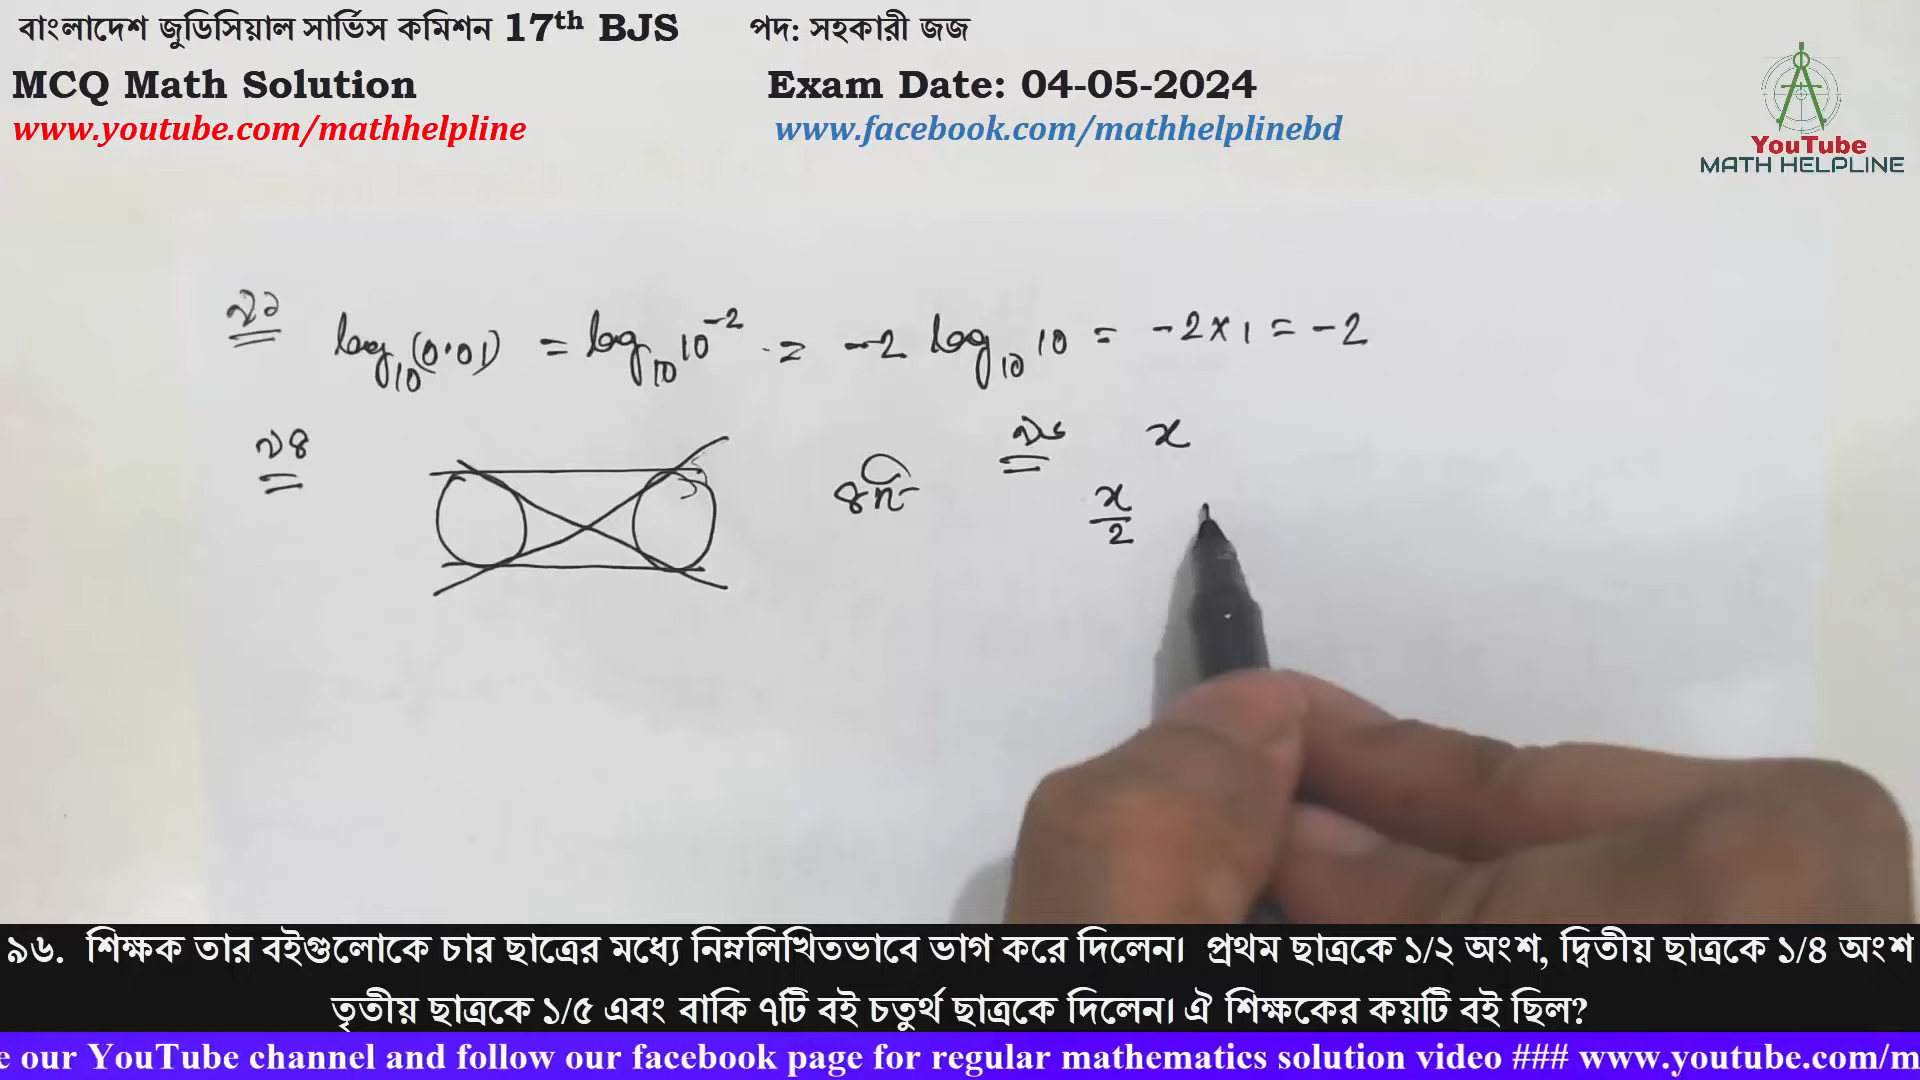 বাংলাদেশ জুডিসিয়াল সার্ভিস কমিশন 17th BJS পদ: সহকারী জজ
MCQ Math Solution Exam Date: 04-05-2024
www.youtube.com/mathhelpline www.facebook.com/mathhelplinebd
YouTube
MATH HELPLINE
log₁₀(0.01) = log₁₀ 10⁻² = -2 log₁₀ 10 = -2 × 1 = -2
৯৪ ৪টি ৯৬ x
x/2
৯৬. শিক্ষক তার বইগুলোকে চার ছাত্রের মধ্যে নিম্নলিখিতভাবে ভাগ করে দিলেন। প্রথম ছাত্রকে ১/২ অংশ, দ্বিতীয় ছাত্রকে ১/৪ অংশ
তৃতীয় ছাত্রকে ১/৫ এবং বাকি ৭টি বই চতুর্থ ছাত্রকে দিলেন। ঐ শিক্ষকের কয়টি বই ছিল?
e our YouTube channel and follow our facebook page for regular mathematics solution video ### www.youtube.com/m